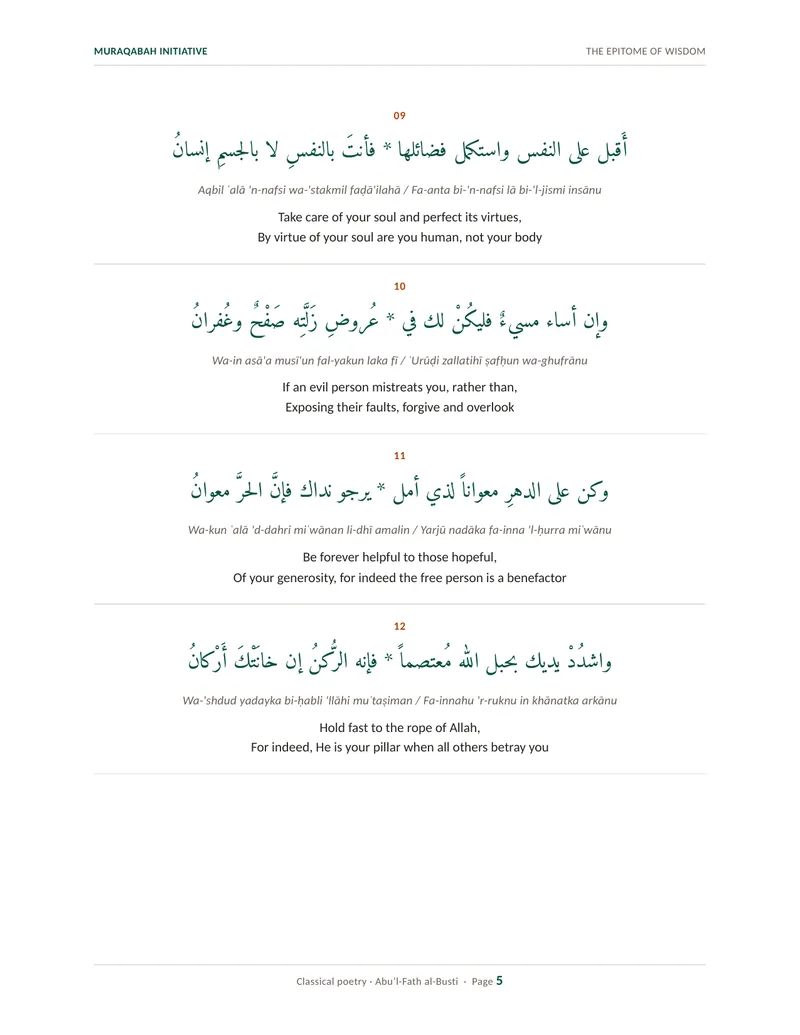 MURAQABAH INITIATIVE
THE EPITOME OF WISDOM
09
أَقبل على النفس واستكمل فضائلها * فأنتَ بالنفسِ لا بالجسمِ إنسانُ
Aqbil ʿalā 'n-nafsi wa-'stakmil faḍā'ilahā / Fa-anta bi-'n-nafsi lā bi-'l-jismi insānu
Take care of your soul and perfect its virtues,
By virtue of your soul are you human, not your body
10
وإن أساء مسيءٌ فليكُنْ لك في * عُروضِ زَلَّتِه صَفْحٌ وغُفرانُ
Wa-in asā'a musī'un fal-yakun laka fī / ʿUrūḍi zallatihī ṣafḥun wa-ghufrānu
If an evil person mistreats you, rather than,
Exposing their faults, forgive and overlook
11
وكن على الدهرِ معواناً لذي أمل * يرجو نداك فإنَّ الحرَّ معوانُ
Wa-kun ʿalā 'd-dahri miʿwānan li-dhī amalin / Yarjū nadāka fa-inna 'l-ḥurra miʿwānu
Be forever helpful to those hopeful,
Of your generosity, for indeed the free person is a benefactor
12
واشدُدْ يديك بحبل الله مُعتصماً * فإنه الرُّكنُ إن خانَتْكَ أَرْكانُ
Wa-'shdud yadayka bi-ḥabli 'llāhi muʿtaṣiman / Fa-innahu 'r-ruknu in khānatka arkānu
Hold fast to the rope of Allah,
For indeed, He is your pillar when all others betray you
Classical poetry · Abuʾl-Fath al-Busti · Page 5